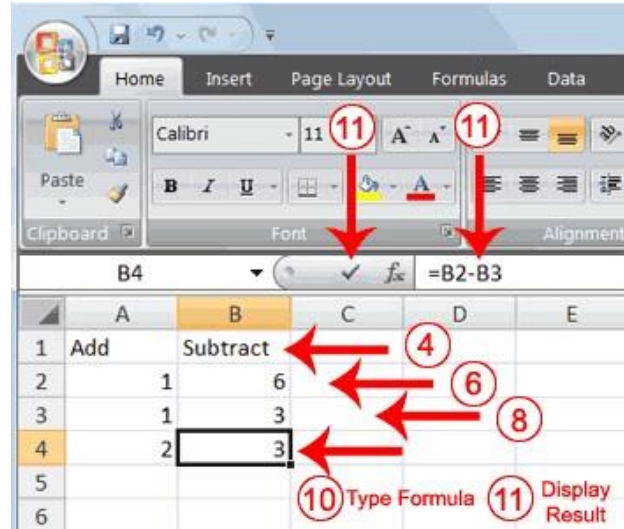 Home Insert Page Layout Formulas Data
Calibri 11 A A 11 11
Paste B I U A
Clipboard Font Alignment
B4 fx =B2-B3
A B C D E
1 Add Subtract 4
2 1 6 6
3 1 3 8
4 2 3
5 10 Type Formula 11 Display
6 Result